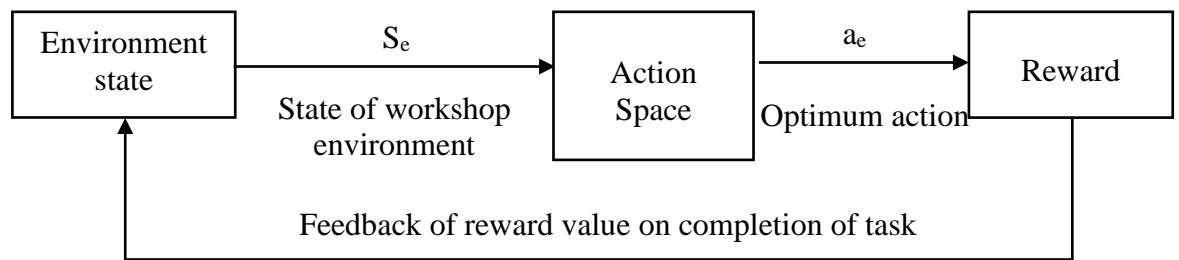 Environment
state
Sₑ
State of workshop
environment
Action
Space
aₑ
Optimum action
Reward
Feedback of reward value on completion of task